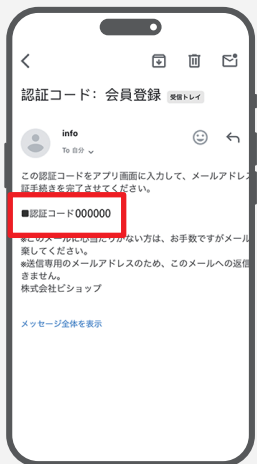 認証コード：会員登録 受信トレイ
info
To 自分
この認証コードをアプリ画面に入力して、メールアドレス
証手続きを完了させてください。
■認証コード000000
※このメールに心当たりがない方は、お手数ですがメール
棄してください。
※送信専用のメールアドレスのため、このメールへの返信
きません。
株式会社ビショップ
メッセージ全体を表示